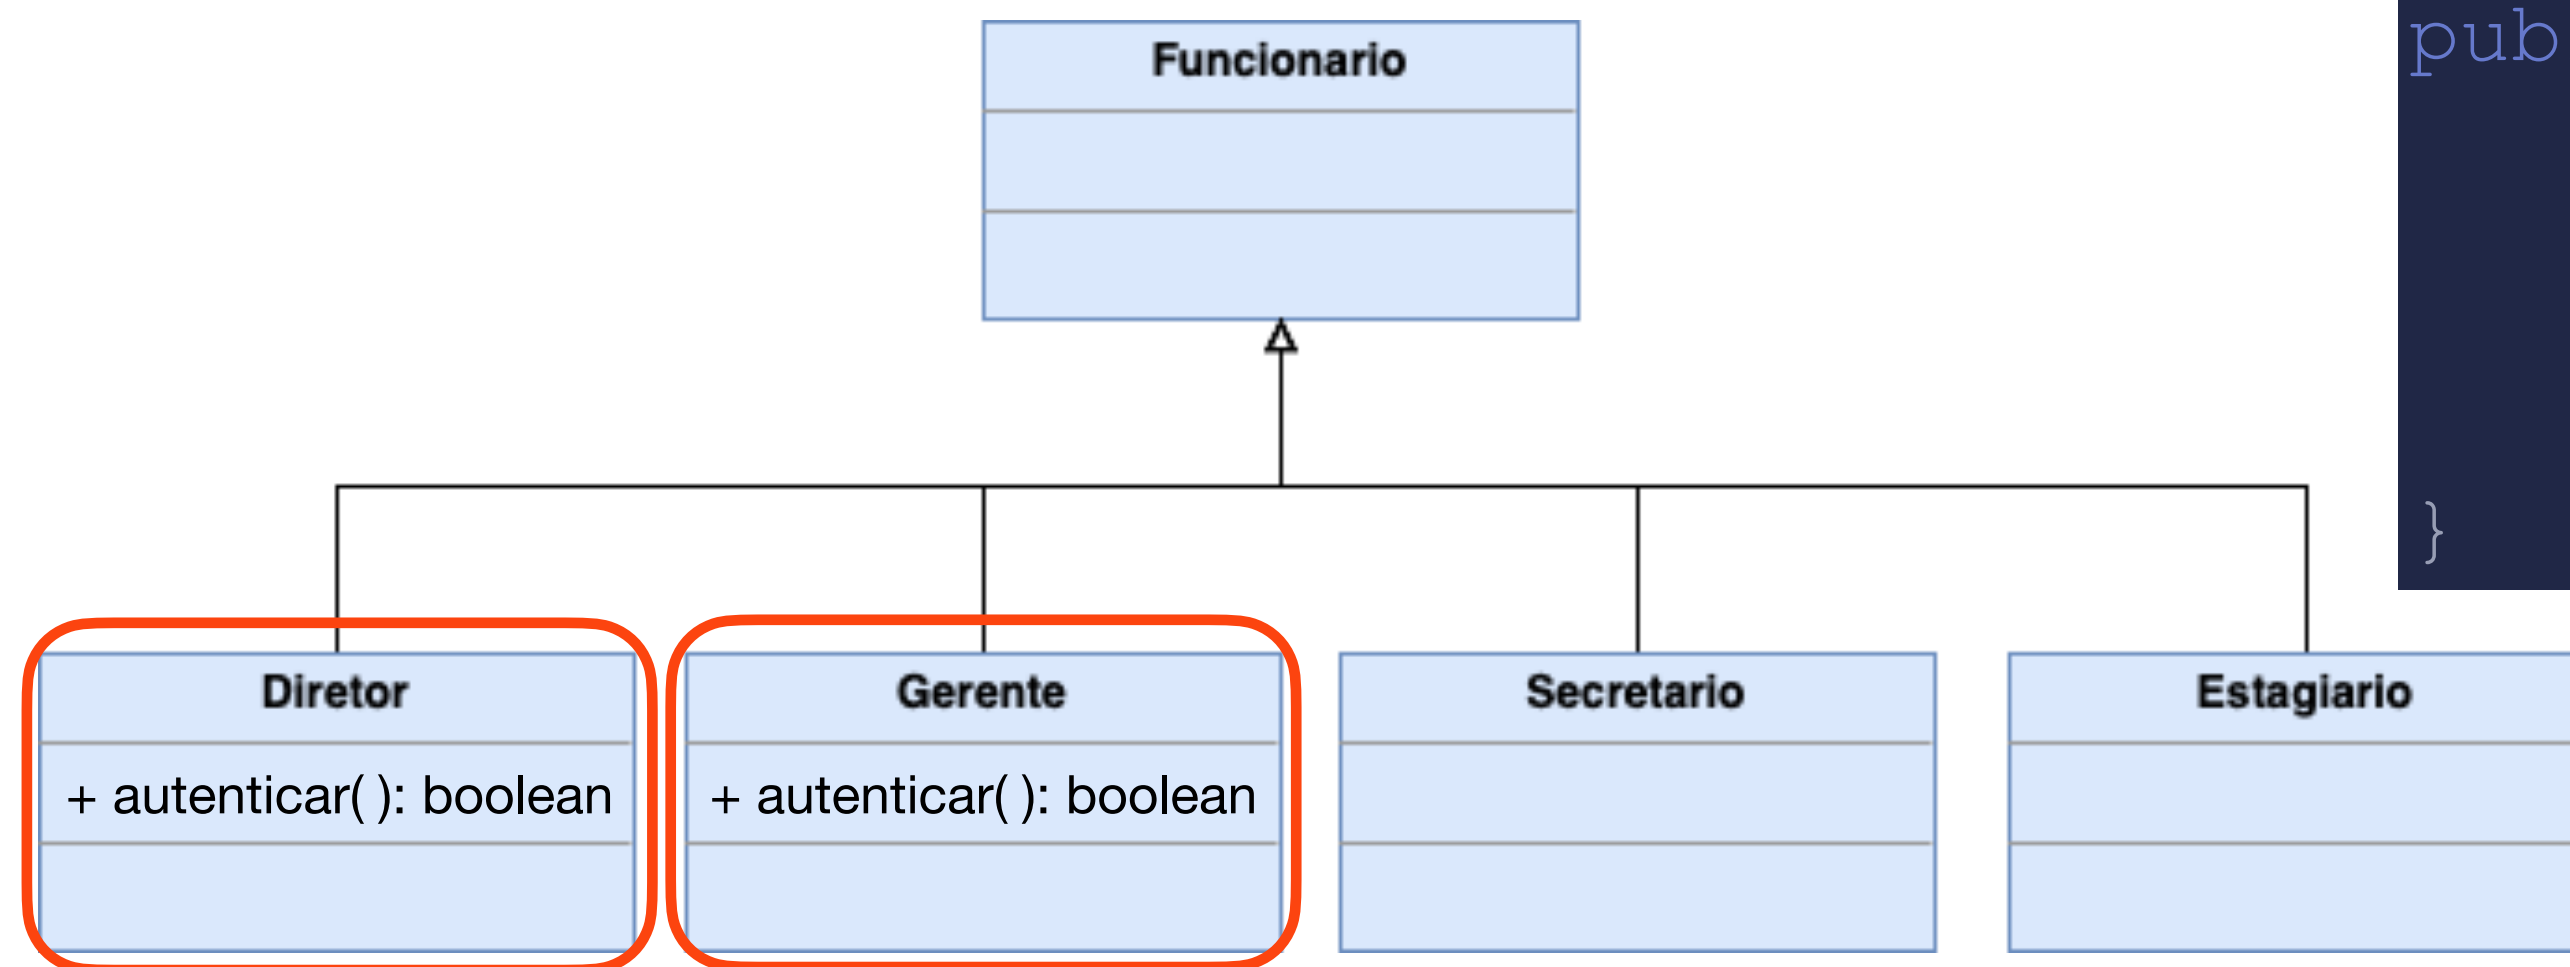 Funcionario
pub
}
Diretor
Gerente
Secretario
Estagiario
+ autenticar( ): boolean
+ autenticar( ): boolean